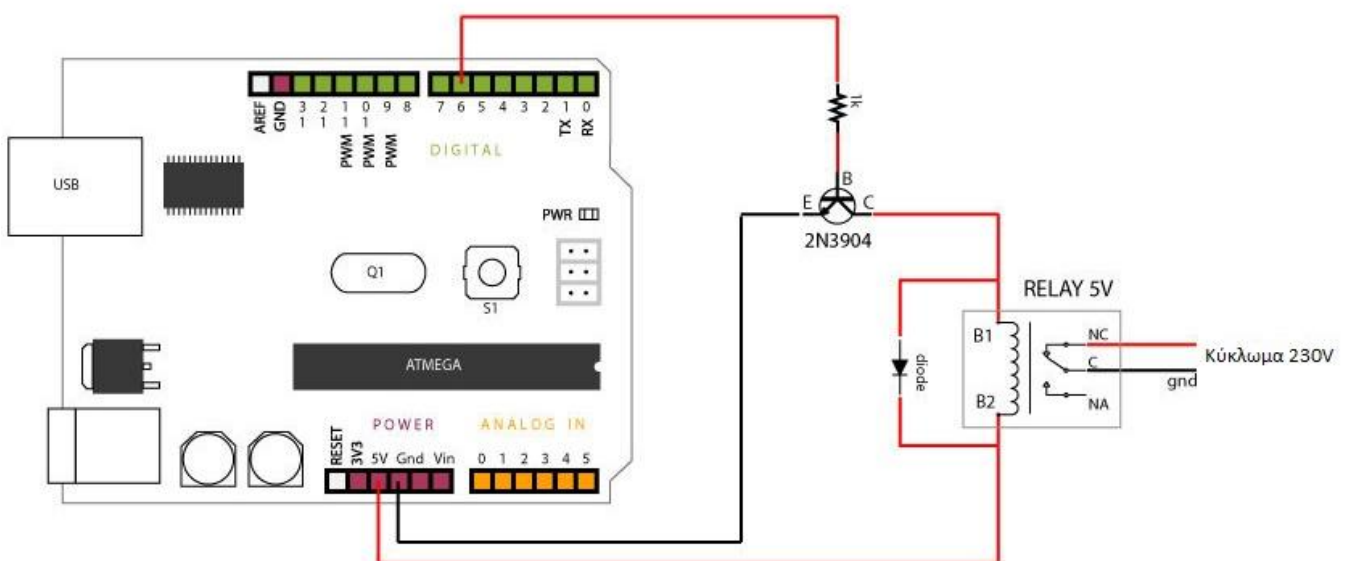 AREF
GND
13
12
11
10
9
8
7
6
5
4
3
2
1
0
PWM
PWM
PWM
TX
RX
DIGITAL
1k
B
E
C
2N3904
USB
PWR
Q1
S1
RELAY 5V
B1
NC
Κύκλωμα 230V
C
gnd
diode
B2
NA
ATMEGA
POWER
ANALOG IN
RESET
3V3
5V Gnd Vin
0 1 2 3 4 5